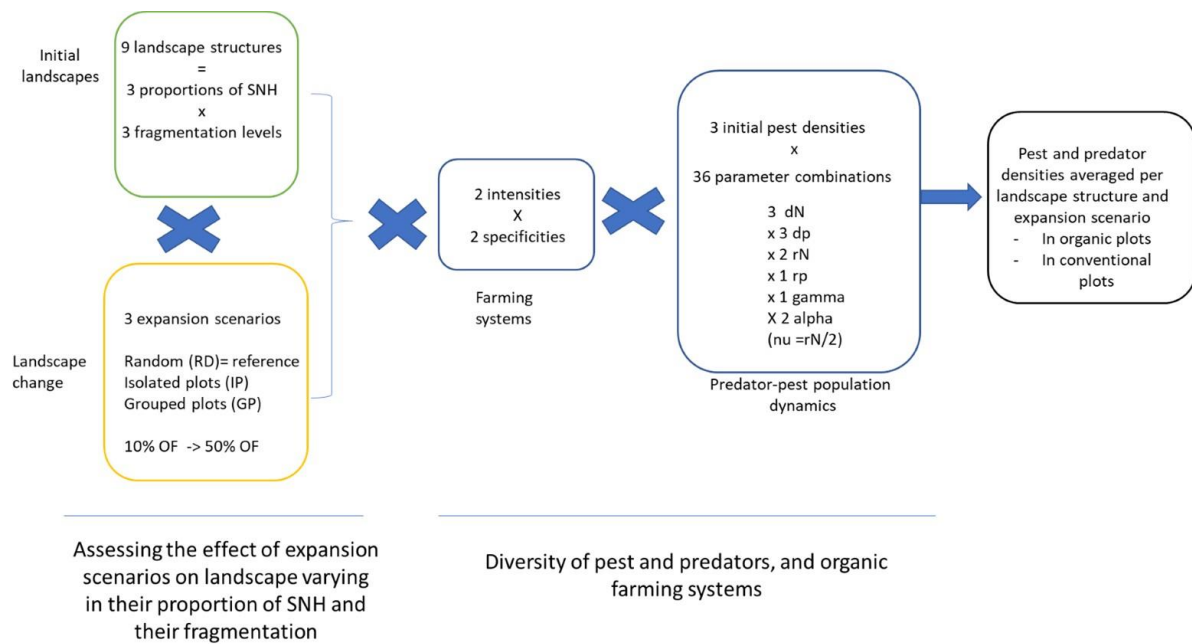 Initial
landscapes
9 landscape structures
=
3 proportions of SNH
x
3 fragmentation levels
Landscape
change
3 expansion scenarios
Random (RD)= reference
Isolated plots (IP)
Grouped plots (GP)
10% OF -> 50% OF
2 intensities
X
2 specificities
Farming
systems
3 initial pest densities
x
36 parameter combinations
3 dN
x 3 dp
x 2 rN
x 1 rp
x 1 gamma
X 2 alpha
(nu =rN/2)
Predator-pest population
dynamics
Pest and predator
densities averaged per
landscape structure and
expansion scenario
- In organic plots
- In conventional
plots
Assessing the effect of expansion
scenarios on landscape varying
in their proportion of SNH and
their fragmentation
Diversity of pest and predators, and organic
farming systems